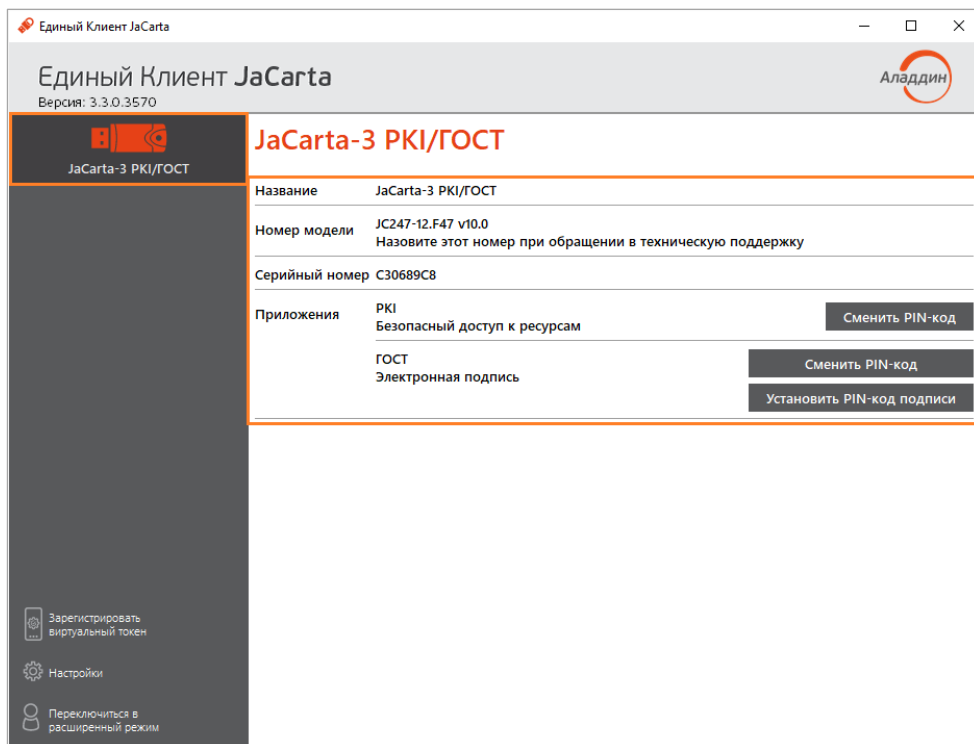 Единый Клиент JaCarta
Единый Клиент JaCarta
Версия: 3.3.0.3570
Аладдин
JaCarta-3 PKI/ГОСТ
JaCarta-3 PKI/ГОСТ
Название JaCarta-3 PKI/ГОСТ
Номер модели JC247-12.F47 v10.0
Назовите этот номер при обращении в техническую поддержку
Серийный номер C30689C8
Приложения PKI
Безопасный доступ к ресурсам
Сменить PIN-код
ГОСТ
Электронная подпись
Сменить PIN-код
Установить PIN-код подписи
Зарегистрировать
виртуальный токен
Настройки
Переключиться в
расширенный режим